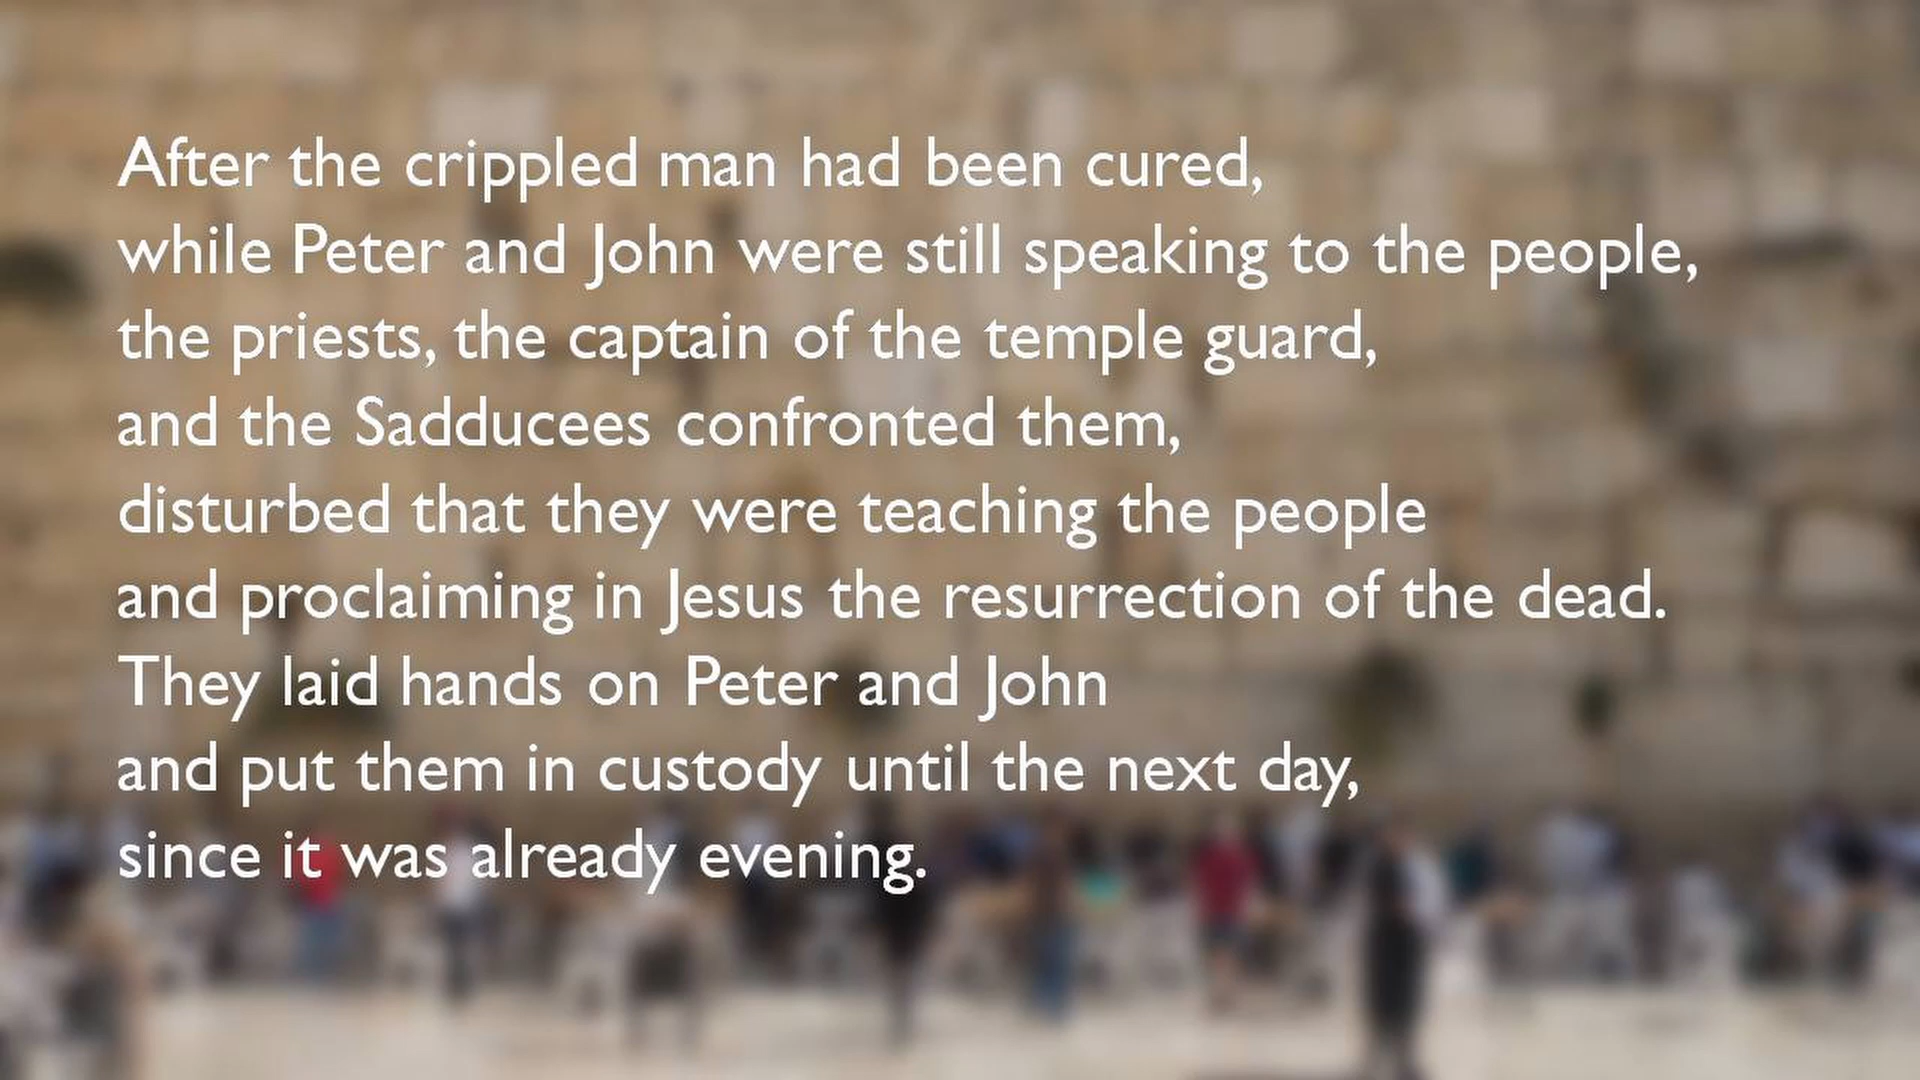 After the crippled man had been cured,
while Peter and John were still speaking to the people,
the priests, the captain of the temple guard,
and the Sadducees confronted them,
disturbed that they were teaching the people
and proclaiming in Jesus the resurrection of the dead.
They laid hands on Peter and John
and put them in custody until the next day,
since it was already evening.